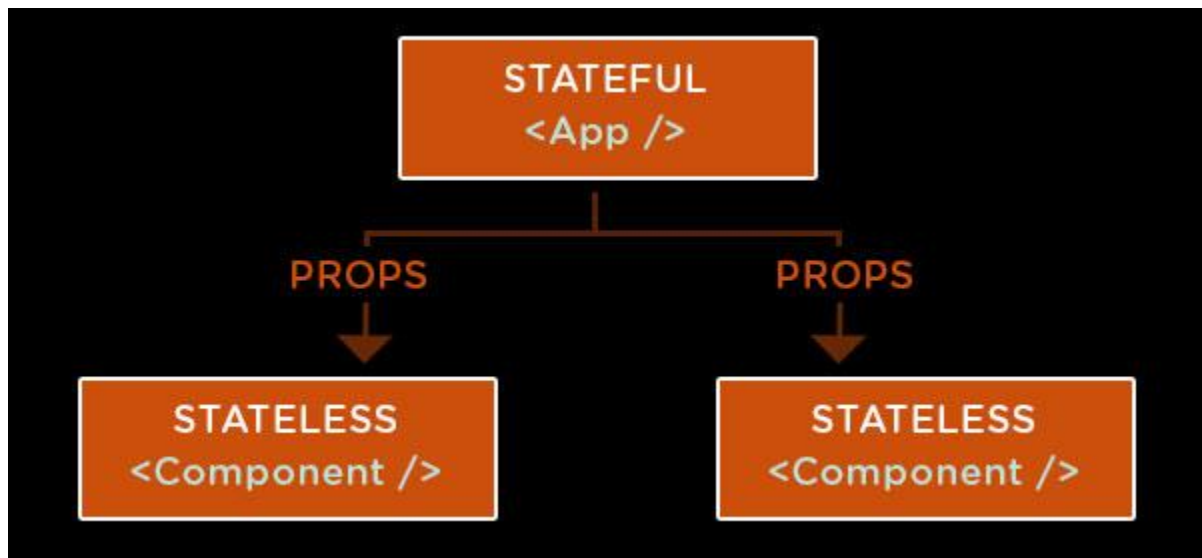 STATEFUL
<App />
PROPS
PROPS
STATELESS
<Component />
STATELESS
<Component />